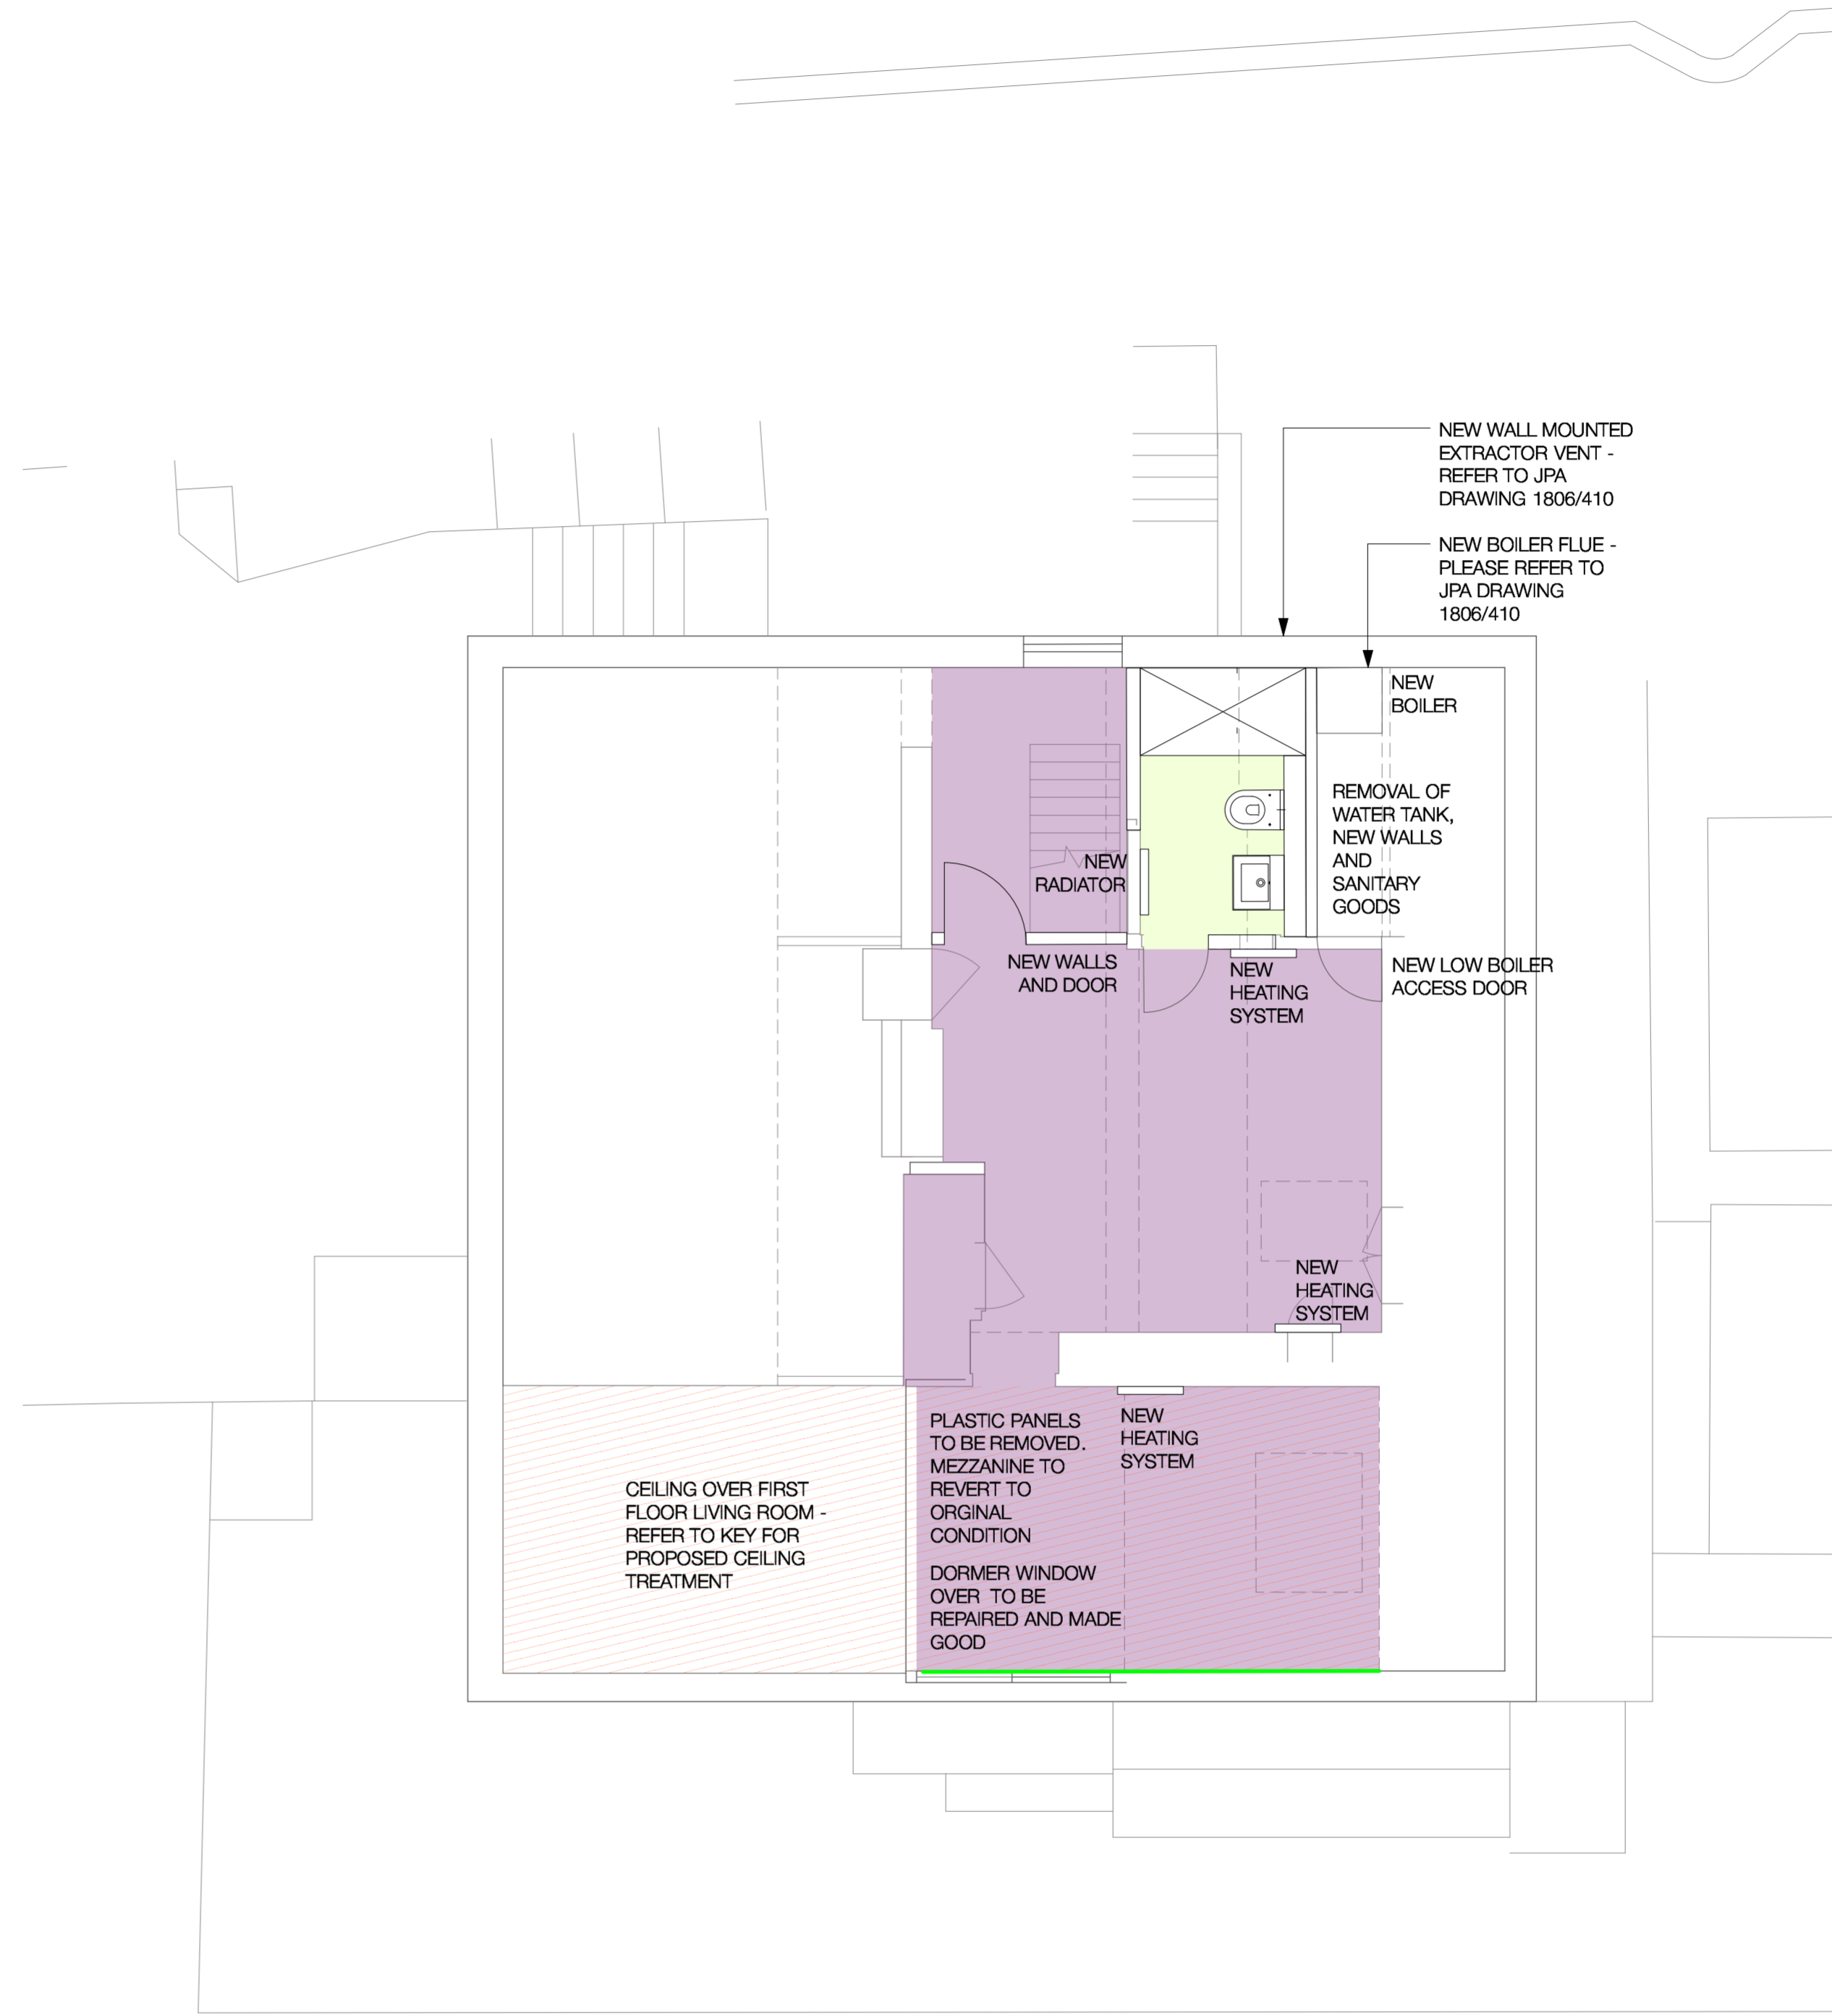 NEW WALL MOUNTED
EXTRACTOR VENT -
REFER TO JPA
DRAWING 1806/410
NEW BOILER FLUE -
PLEASE REFER TO
JPA DRAWING
1806/410
NEW
BOILER
REMOVAL OF
WATER TANK,
NEW WALLS
AND
SANITARY
GOODS
NEW
RADIATOR
NEW WALLS
AND DOOR
NEW
HEATING
SYSTEM
NEW LOW BOILER
ACCESS DOOR
NEW
HEATING
SYSTEM
PLASTIC PANELS
TO BE REMOVED.
MEZZANINE TO
REVERT TO
ORGINAL
CONDITION
NEW
HEATING
SYSTEM
CEILING OVER FIRST
FLOOR LIVING ROOM -
REFER TO KEY FOR
PROPOSED CEILING
TREATMENT
DORMER WINDOW
OVER TO BE
REPAIRED AND MADE
GOOD